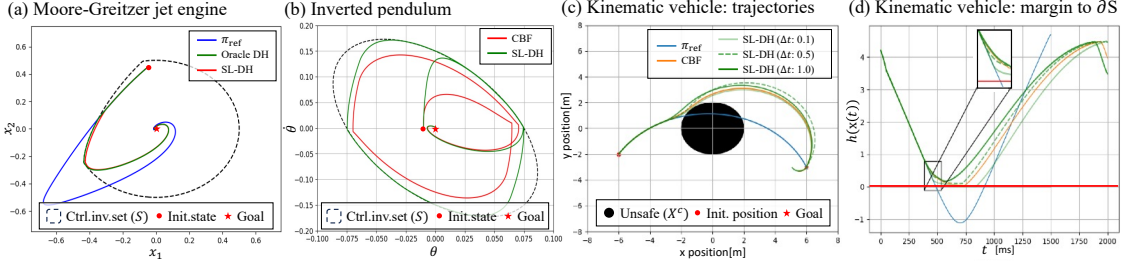 (a) Moore-Greitzer jet engine
π_ref
Oracle DH
SL-DH
0.4
0.2
0.0
−0.2
−0.4
x_2
Ctrl.inv.set (S)
Init.state
Goal
−0.6
−0.4
−0.2
0.0
0.2
0.4
x_1
(b) Inverted pendulum
CBF
SL-DH
0.20
0.15
0.10
0.05
0.00
−0.05
−0.10
−0.15
−0.20
θ̇
Ctrl.inv.set (S)
Init.state
Goal
−0.100
−0.075
−0.050
−0.025
0.000
0.025
0.050
0.075
0.100
θ
(c) Kinematic vehicle: trajectories
π_ref
CBF
SL-DH (Δt: 0.1)
SL-DH (Δt: 0.5)
SL-DH (Δt: 1.0)
8
6
4
2
0
−2
−4
−6
−8
y position[m]
Unsafe (X^c)
Init. position
Goal
−8
−6
−4
−2
0
2
4
6
8
x position[m]
(d) Kinematic vehicle: margin to ∂S
5
4
3
2
1
0
−1
h(x(t))
0
250
500
750
1000
1250
1500
1750
2000
t [ms]